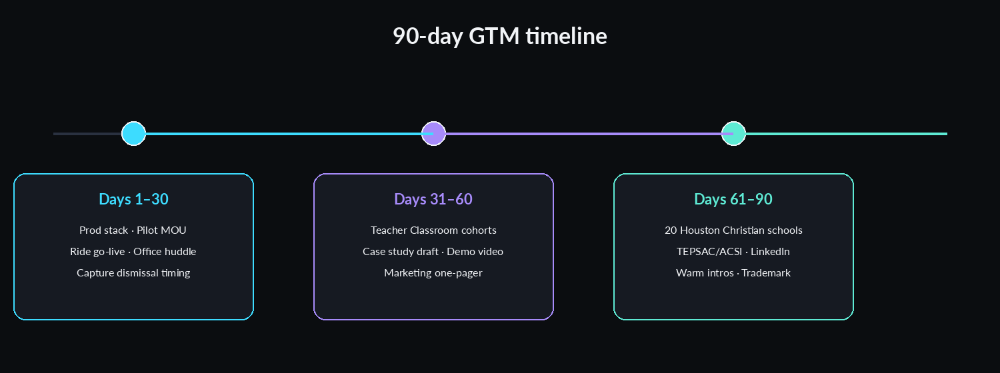 90-day GTM timeline
Days 1–30
Prod stack · Pilot MOU
Ride go-live · Office huddle
Capture dismissal timing
Days 31–60
Teacher Classroom cohorts
Case study draft · Demo video
Marketing one-pager
Days 61–90
20 Houston Christian schools
TEPSAC/ACSI · LinkedIn
Warm intros · Trademark